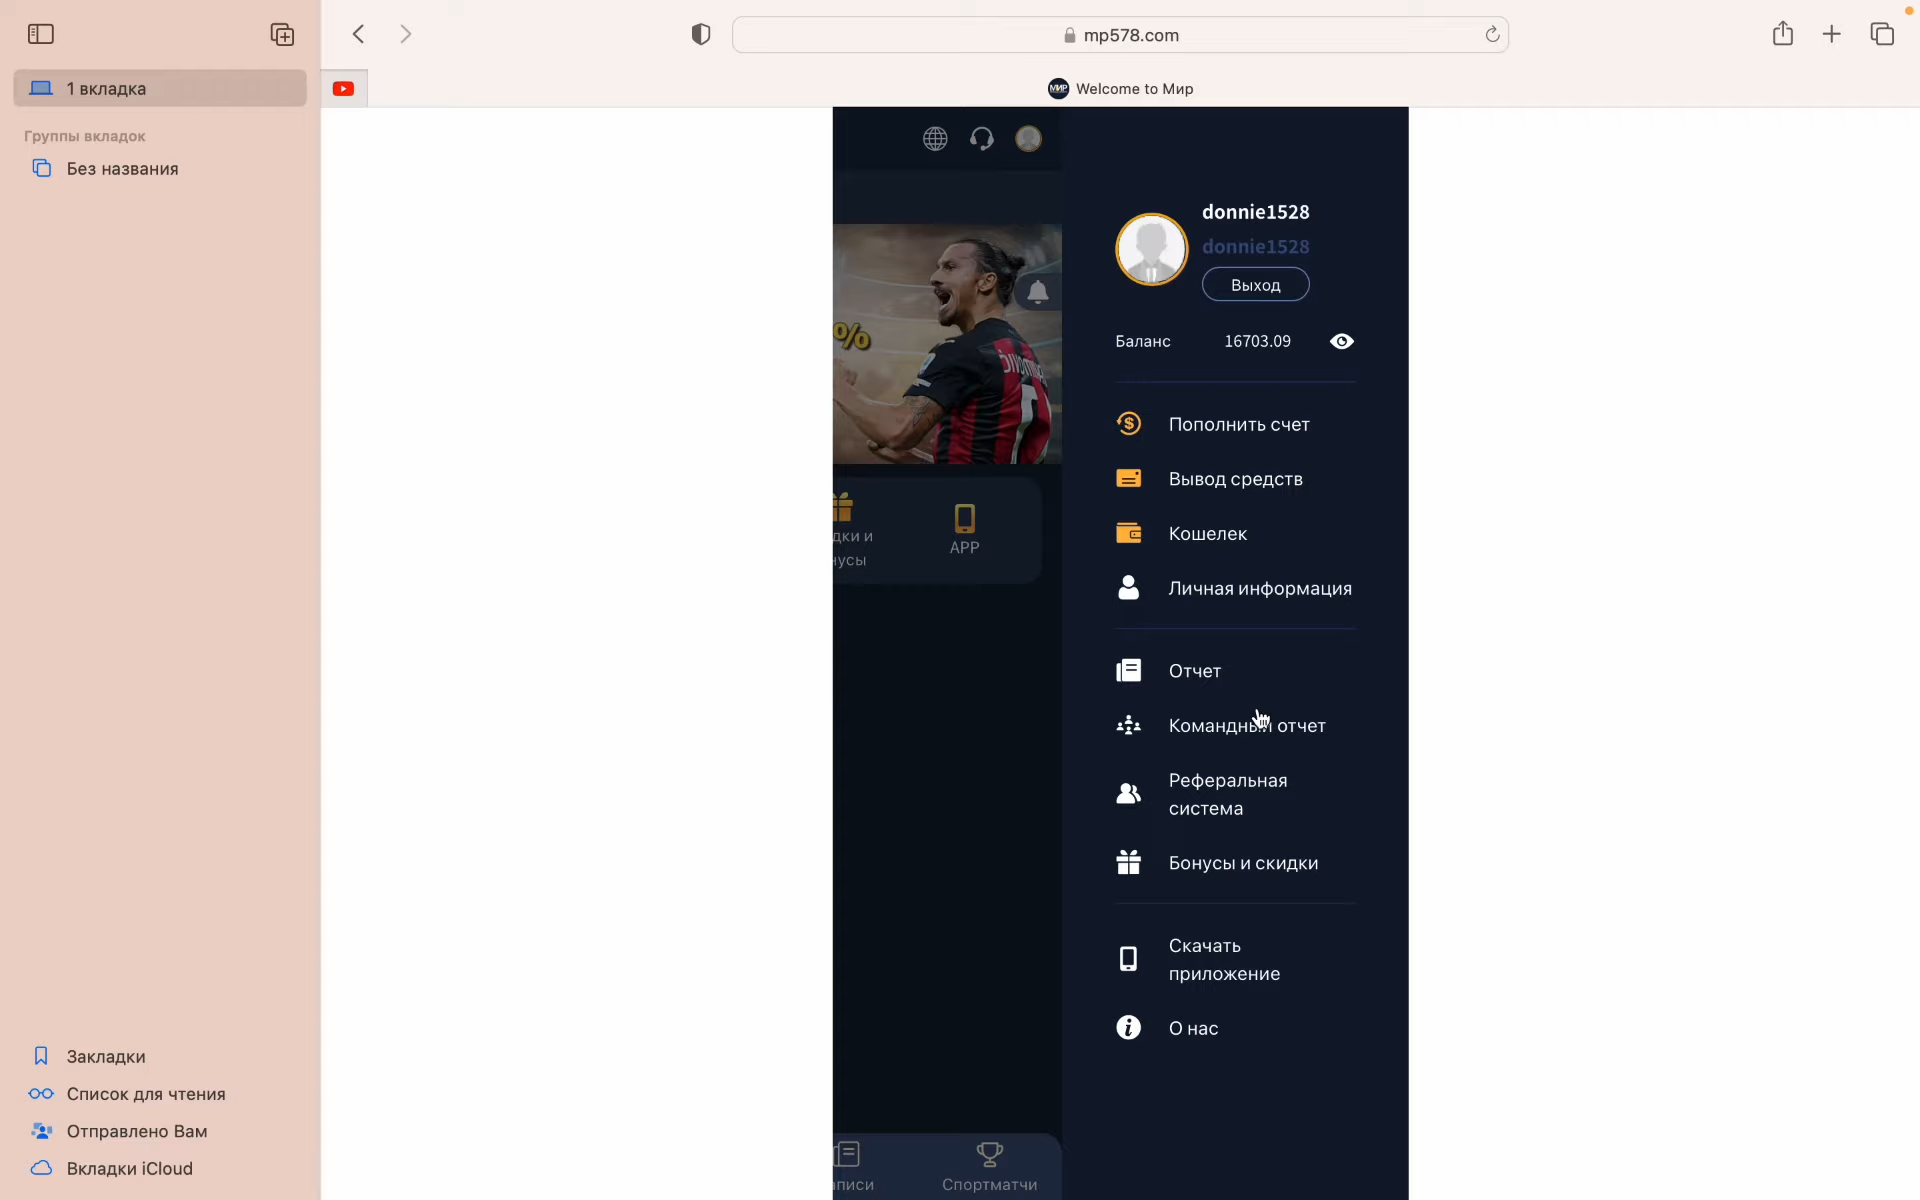 mp578.com
1 вкладка
Welcome to Мир
Группы вкладок
Без названия
donnie1528
donnie1528
Выход
Баланс 16703.09
%
Пополнить счет
Вывод средств
Кошелек
дки и
нусы
APP
Личная информация
Отчет
Командный отчет
Реферальная
система
Бонусы и скидки
Скачать
приложение
О нас
Закладки
Список для чтения
Отправлено Вам
Вкладки iCloud
Спортматчи